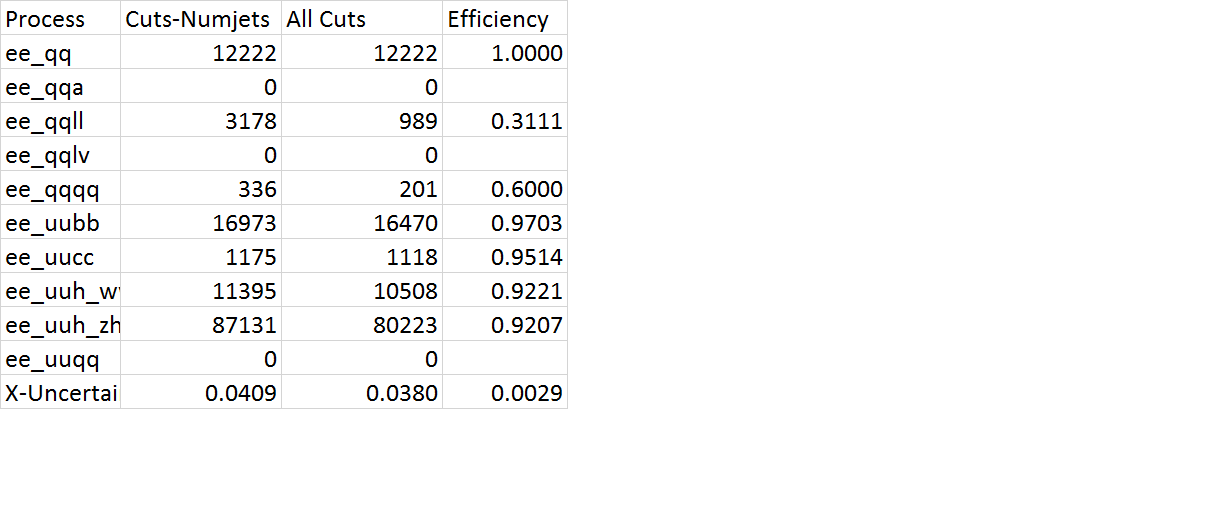 Process Cuts-Numjets All Cuts Efficiency
ee_qq 12222 12222 1.0000
ee_qqa 0 0
ee_qqll 3178 989 0.3111
ee_qqlv 0 0
ee_qqqq 336 201 0.6000
ee_uubb 16973 16470 0.9703
ee_uucc 1175 1118 0.9514
ee_uuh_w 11395 10508 0.9221
ee_uuh_zh 87131 80223 0.9207
ee_uuqq 0 0
X-Uncertai 0.0409 0.0380 0.0029